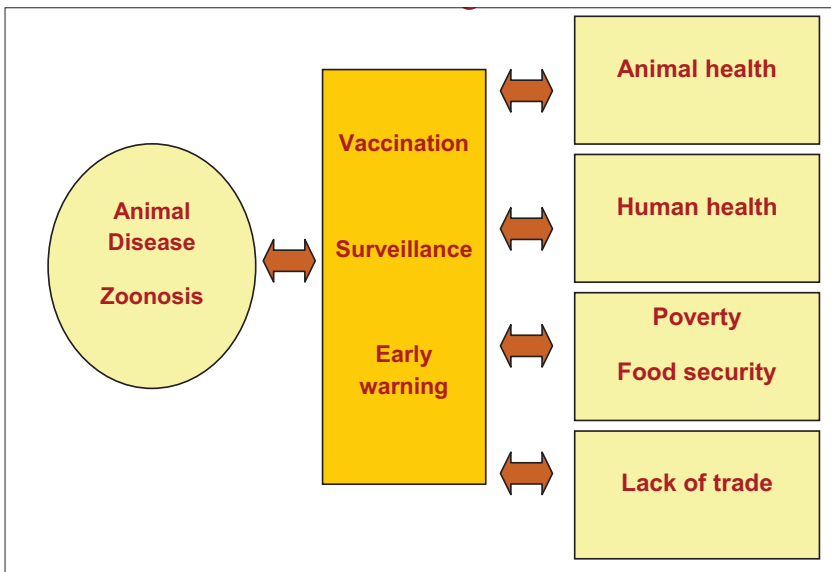 Animal
Disease
Zoonosis
Vaccination
Surveillance
Early
warning
Animal health
Human health
Poverty
Food security
Lack of trade